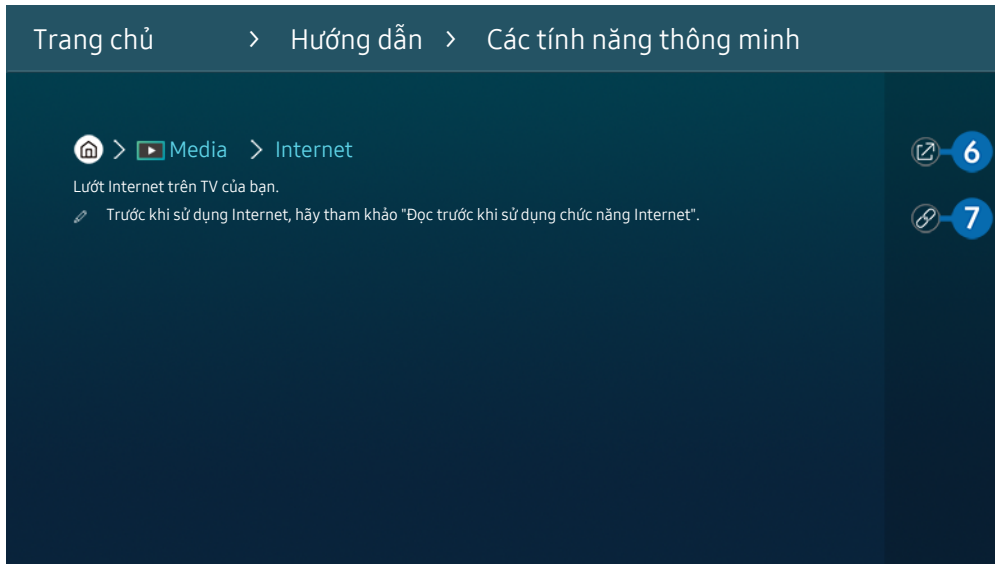 Trang chủ > Hướng dẫn > Các tính năng thông minh
> Media > Internet
6
Lướt Internet trên TV của bạn.
Trước khi sử dụng Internet, hãy tham khảo "Đọc trước khi sử dụng chức năng Internet".
7